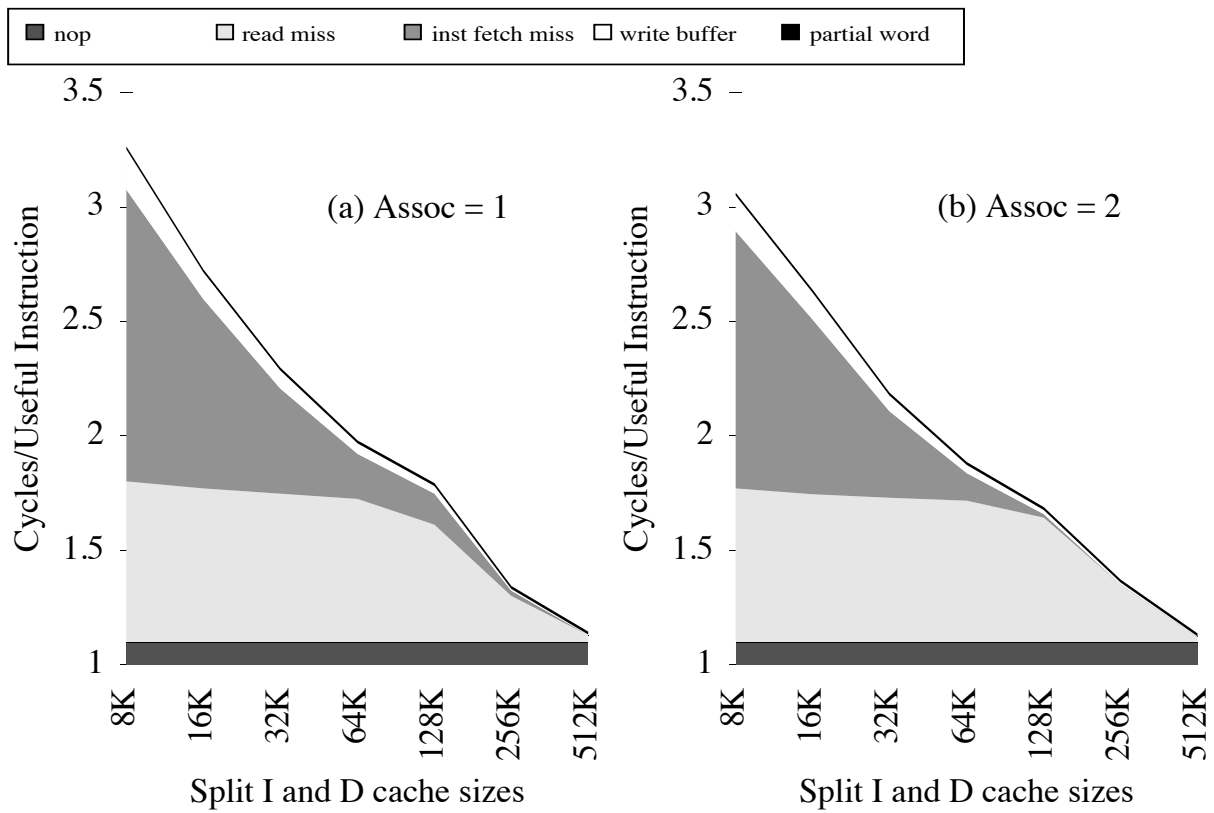 nop read miss inst fetch miss write buffer partial word
3.5
3
2.5
2
1.5
1
Cycles/Useful Instruction
(a) Assoc = 1
8K
16K
32K
64K
128K
256K
512K
Split I and D cache sizes
3.5
3
2.5
2
1.5
1
Cycles/Useful Instruction
(b) Assoc = 2
8K
16K
32K
64K
128K
256K
512K
Split I and D cache sizes